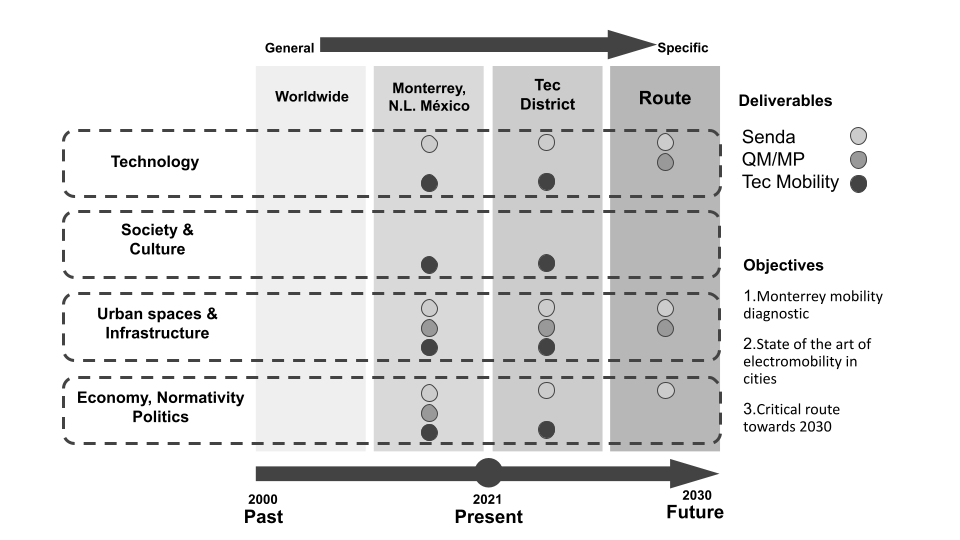 General
Specific
Worldwide
Monterrey,
N.L. México
Tec
District
Route
Technology
Society &
Culture
Urban spaces &
Infrastructure
Economy, Normativity
Politics
Deliverables
Senda
QM/MP
Tec Mobility
Objectives
1.Monterrey mobility
diagnostic
2.State of the art of
electromobility in
cities
3.Critical route
towards 2030
2000
Past
2021
Present
2030
Future